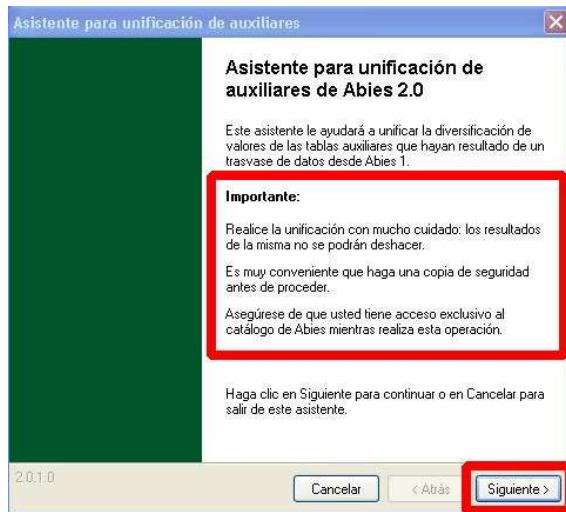 Asistente para unificación de auxiliares
Asistente para unificación de
auxiliares de Abies 2.0
Este asistente le ayudará a unificar la diversificación de
valores de las tablas auxiliares que hayan resultado de un
trasvase de datos desde Abies 1.
Importante:
Realice la unificación con mucho cuidado: los resultados
de la misma no se podrán deshacer.
Es muy conveniente que haga una copia de seguridad
antes de proceder.
Asegúrese de que usted tiene acceso exclusivo al
catálogo de Abies mientras realiza esta operación.
Haga clic en Siguiente para continuar o en Cancelar para
salir de este asistente.
2.0.1.0
Cancelar
< Atrás
Siguiente >